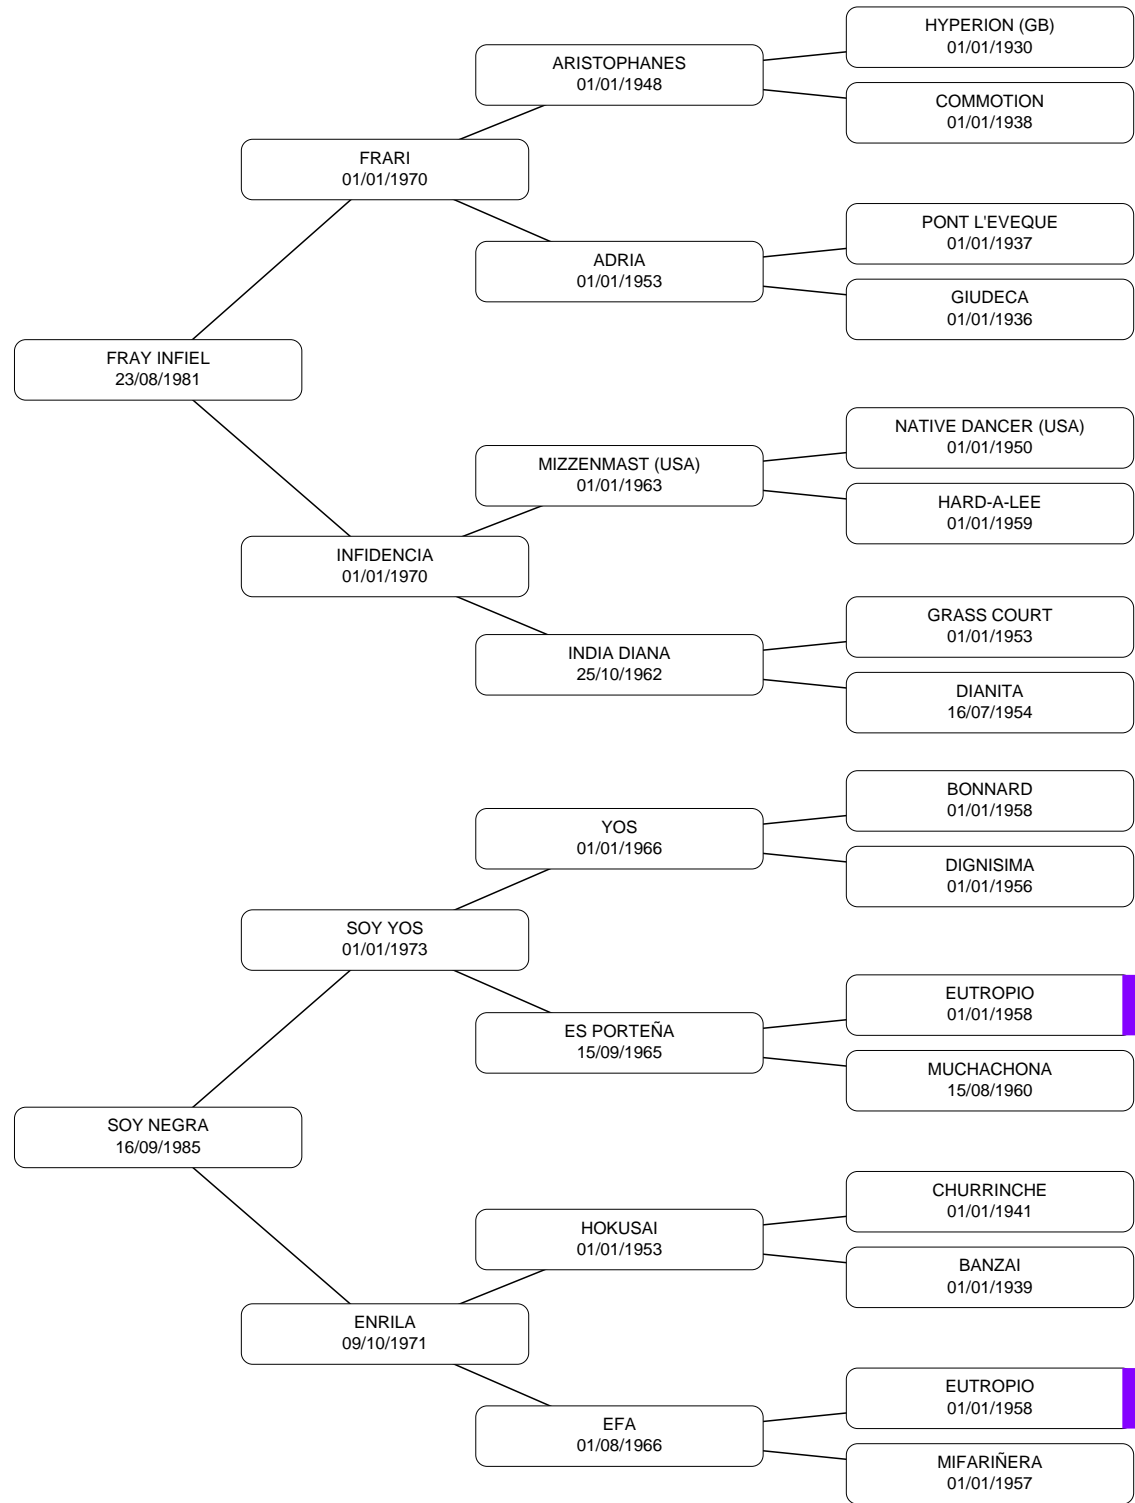 HYPERION (GB)
01/01/1930
ARISTOPHANES
01/01/1948
COMMOTION
01/01/1938
FRARI
01/01/1970
PONT L'EVEQUE
01/01/1937
ADRIA
01/01/1953
GIUDECA
01/01/1936
FRAY INFIEL
23/08/1981
NATIVE DANCER (USA)
01/01/1950
MIZZENMAST (USA)
01/01/1963
HARD-A-LEE
01/01/1959
INFIDENCIA
01/01/1970
GRASS COURT
01/01/1953
INDIA DIANA
25/10/1962
DIANITA
16/07/1954
BONNARD
01/01/1958
YOS
01/01/1966
DIGNISIMA
01/01/1956
SOY YOS
01/01/1973
EUTROPIO
01/01/1958
ES PORTEÑA
15/09/1965
MUCHACHONA
15/08/1960
SOY NEGRA
16/09/1985
CHURRINCHE
01/01/1941
HOKUSAI
01/01/1953
BANZAI
01/01/1939
ENRILA
09/10/1971
EUTROPIO
01/01/1958
EFA
01/08/1966
MIFARIÑERA
01/01/1957